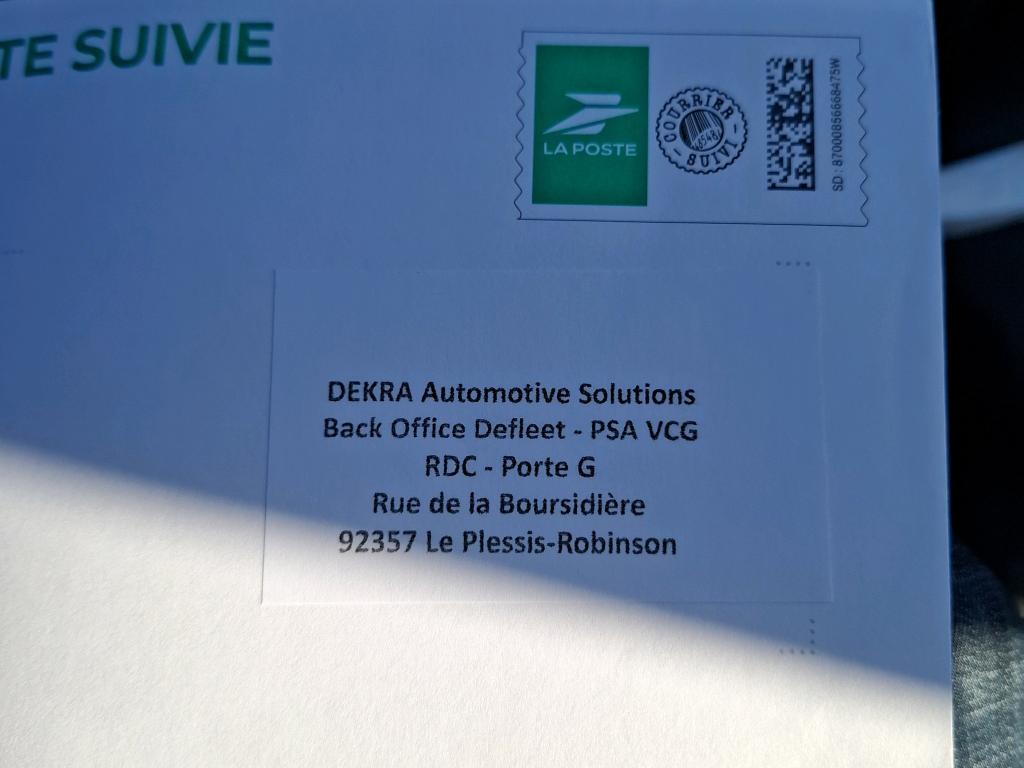 TE SUIVIE
LA POSTE
COURRIER
SUIVI
SD : 87000856668475W
DEKRA Automotive Solutions
Back Office Defleet - PSA VCG
RDC - Porte G
Rue de la Boursidière
92357 Le Plessis-Robinson